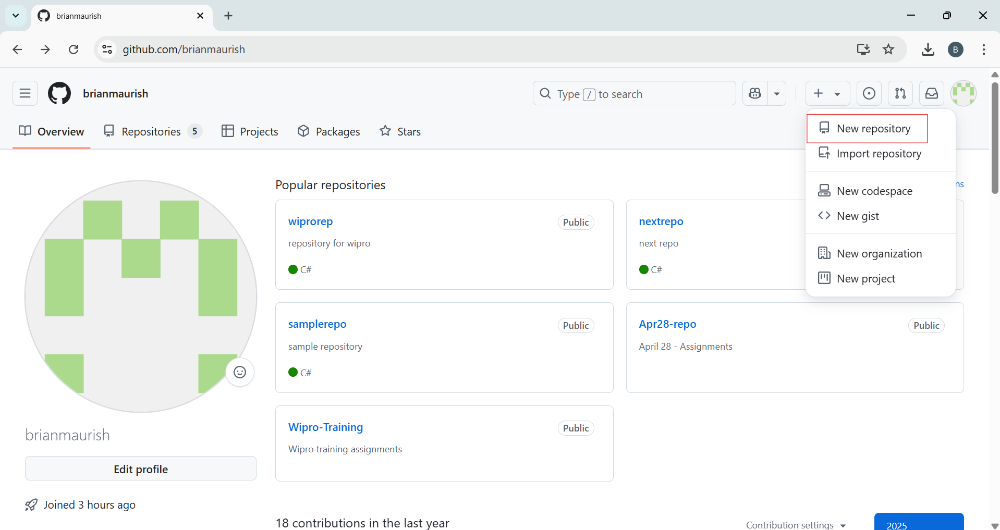 brianmaurish
github.com/brianmaurish
B
brianmaurish
Type / to search
Overview
Repositories 5
Projects
Packages
Stars
New repository
Import repository
New codespace
New gist
New organization
New project
Popular repositories
ns
wiprorep
Public
repository for wipro
C#
nextrepo
next repo
C#
samplerepo
Public
sample repository
C#
Apr28-repo
Public
April 28 - Assignments
Wipro-Training
Public
Wipro training assignments
brianmaurish
Edit profile
Joined 3 hours ago
18 contributions in the last year
Contribution settings
2025